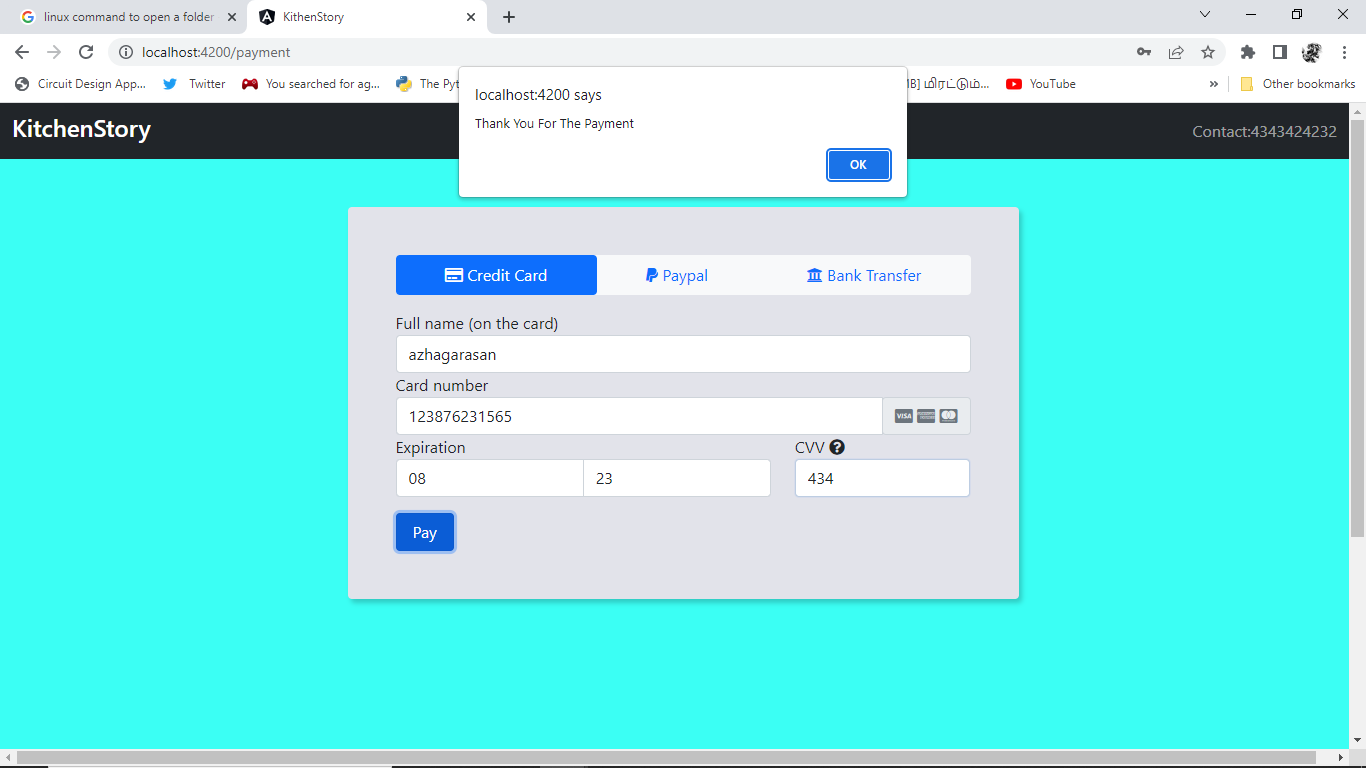 linux command to open a folder
KithenStory
localhost:4200/payment
Circuit Design App...
Twitter
You searched for ag...
The Pyt
மிரட்டும்...
YouTube
»
Other bookmarks
localhost:4200 says
Thank You For The Payment
OK
KitchenStory
Contact:4343424232
Credit Card
Paypal
Bank Transfer
Full name (on the card)
azhagarasan
Card number
123876231565
VISA
Expiration
CVV
08
23
434
Pay